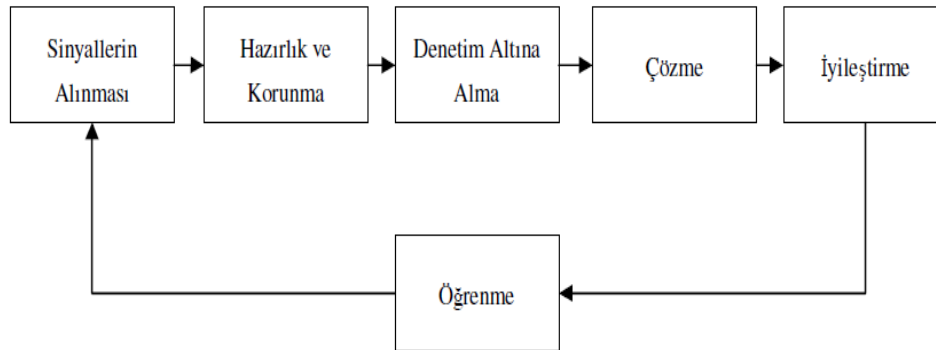 Sinyallerin
Alınması
Hazırlık ve
Korunma
Denetim Altına
Alma
Çözme
İyileştirme
Öğrenme